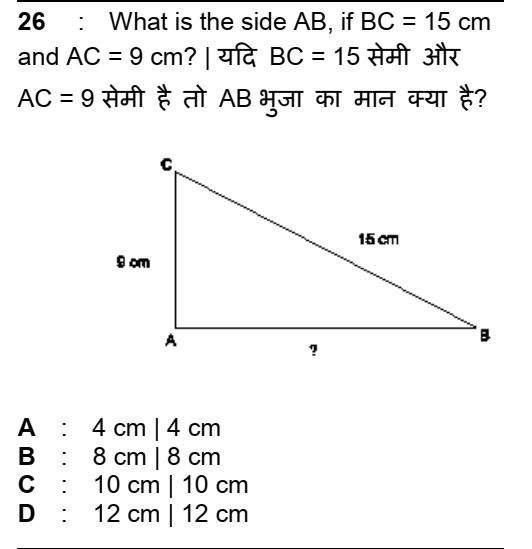 26 : What is the side AB, if BC = 15 cm
and AC = 9 cm? | यदि BC = 15 सेमी और
AC = 9 सेमी है तो AB भुजा का मान क्या है?
C
15 cm
9 cm
A
B
?
A : 4 cm | 4 cm
B : 8 cm | 8 cm
C : 10 cm | 10 cm
D : 12 cm | 12 cm